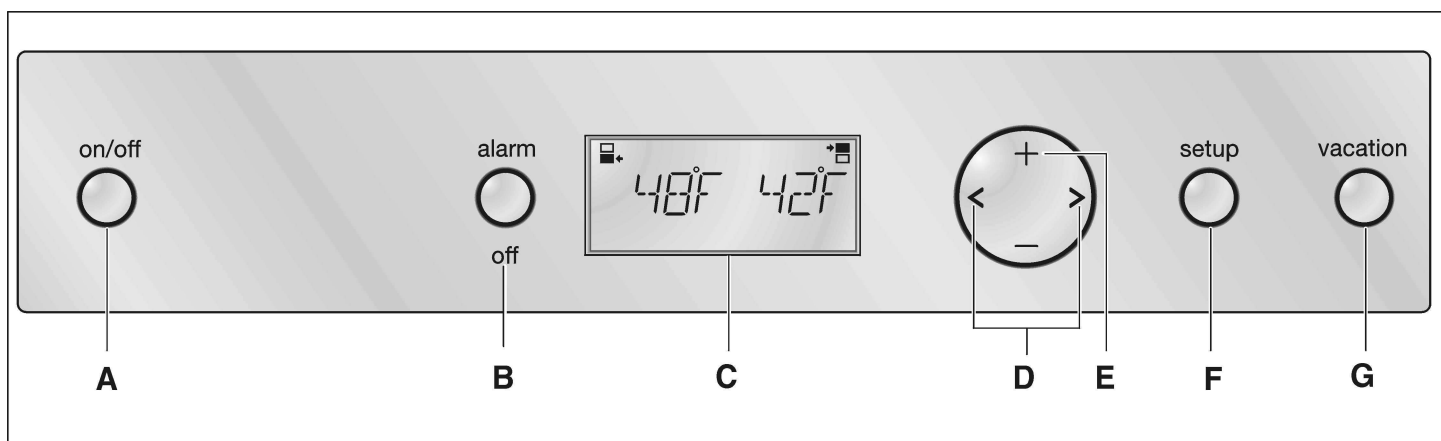 on/off
alarm
setup
vacation
48°F 42°F
+
< >
−
off
A
B
C
D
E
F
G